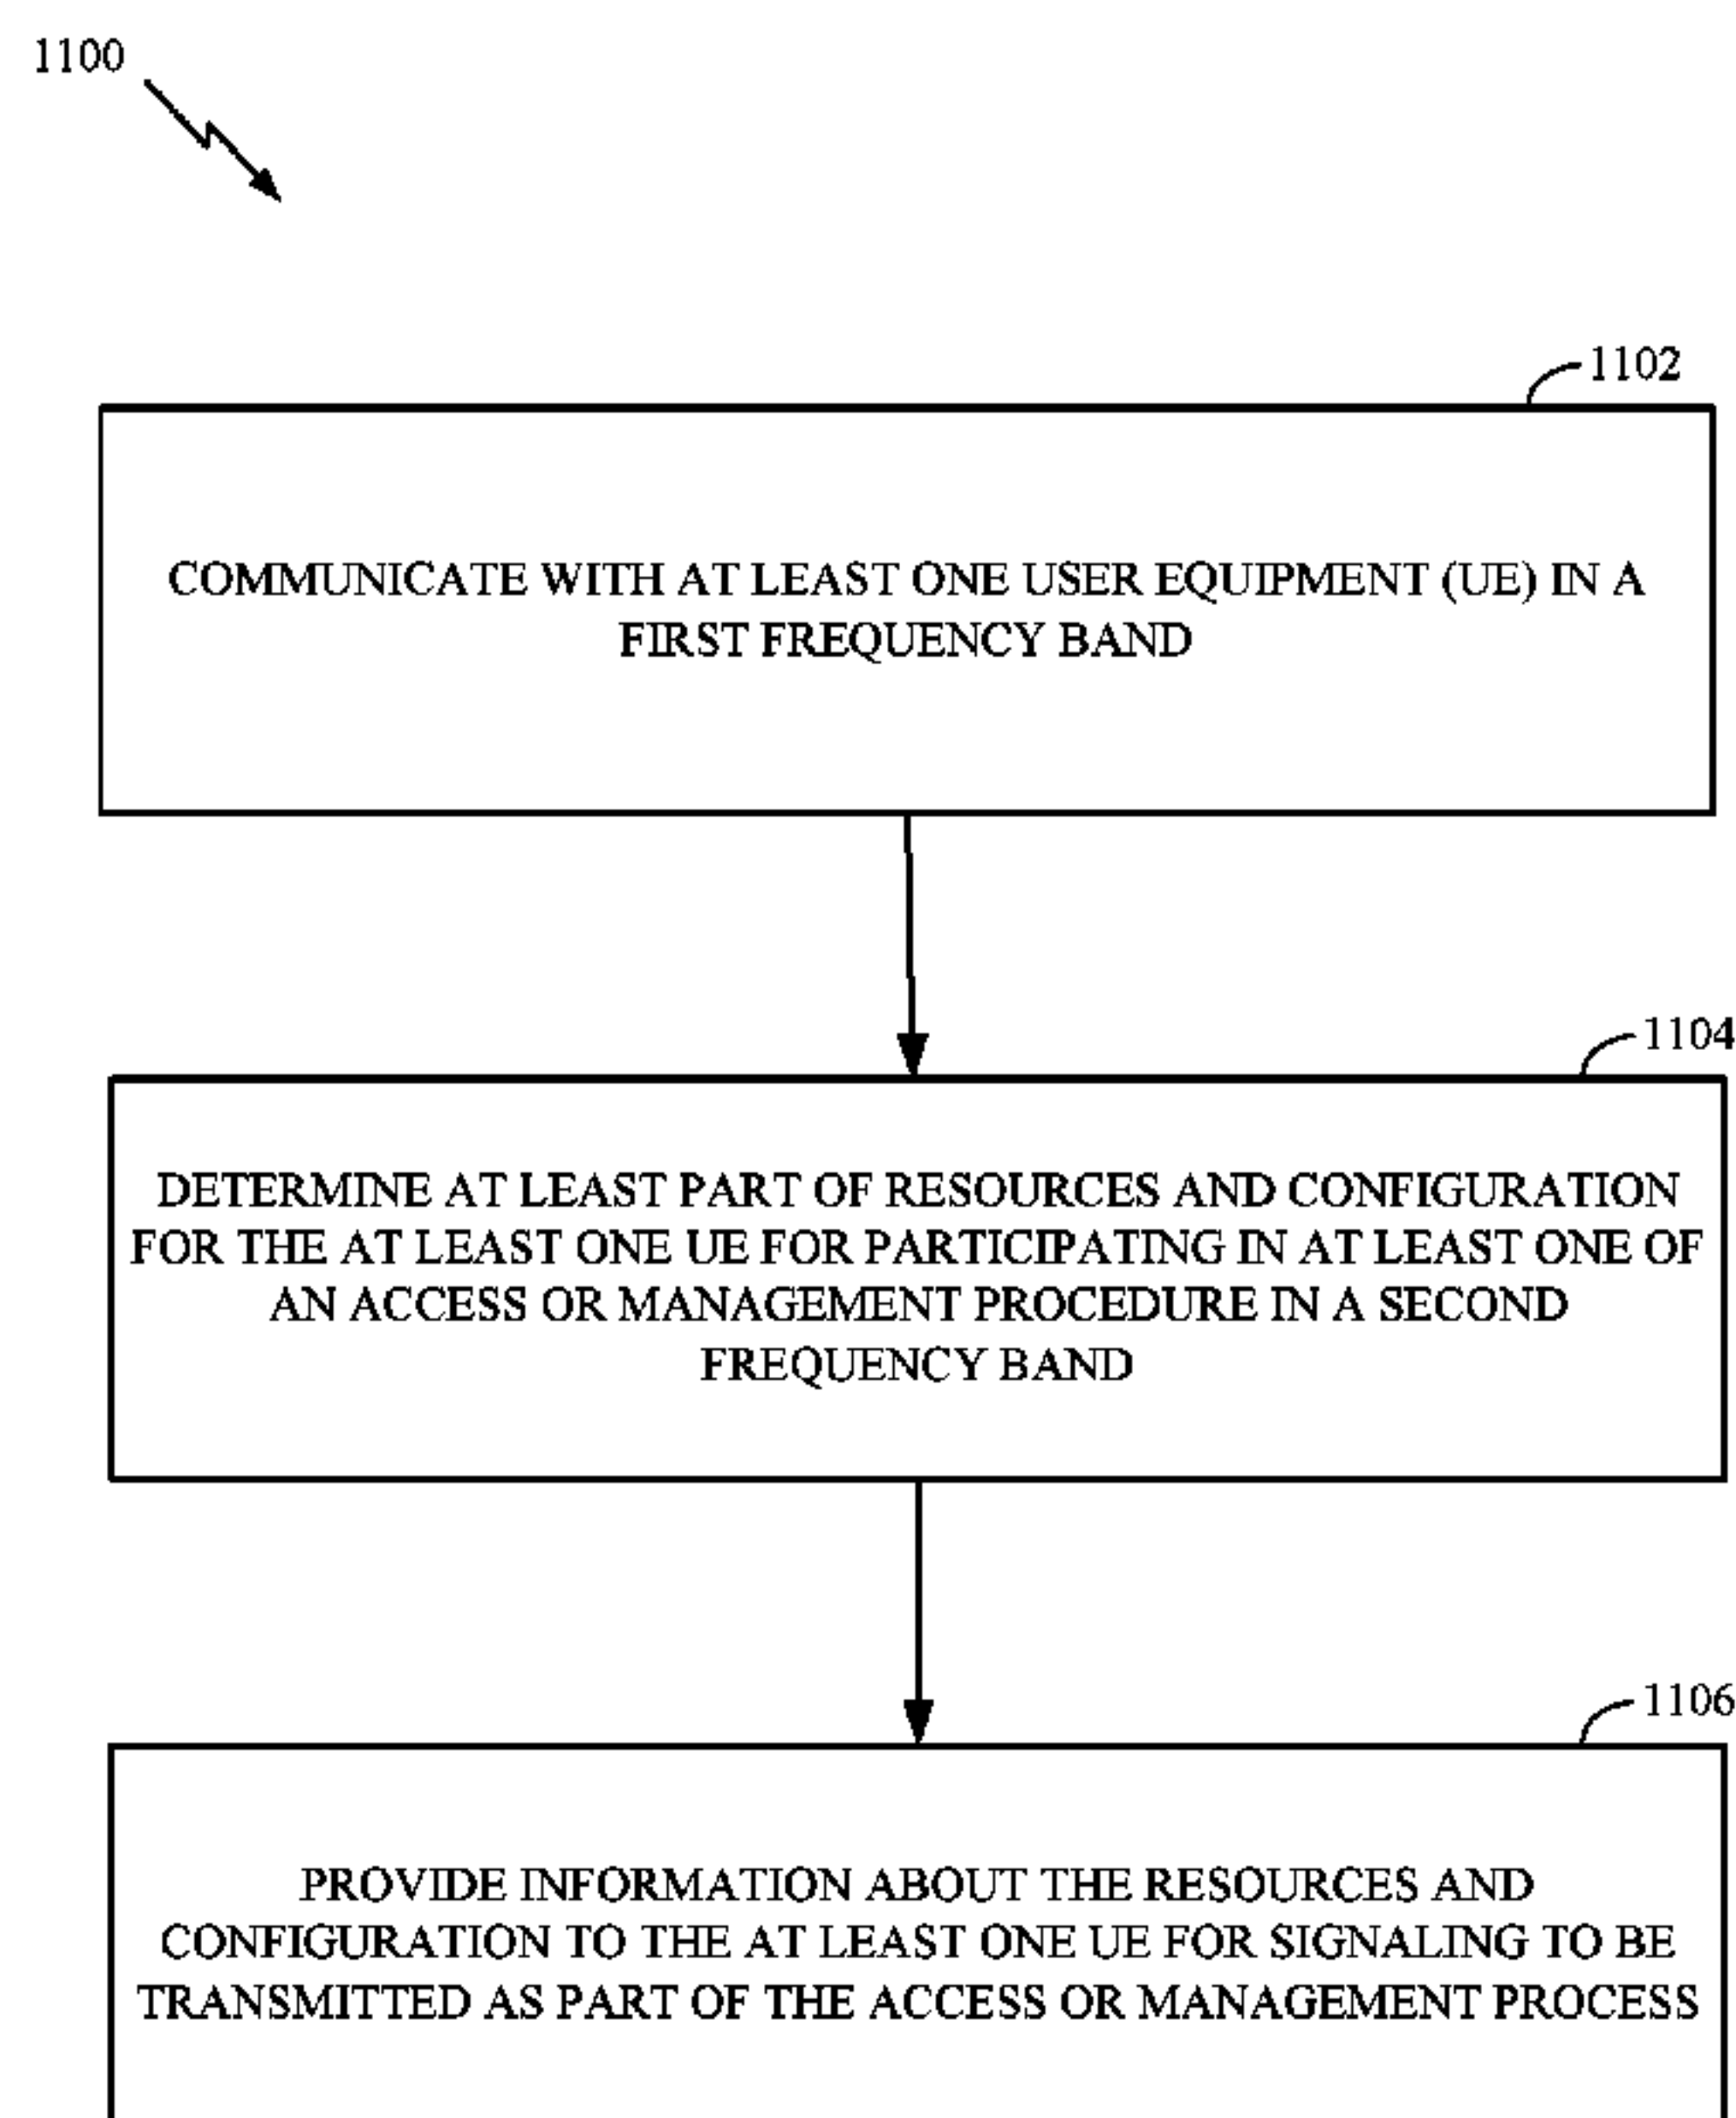 1100
1102
COMMUNICATE WITH AT LEAST ONE USER EQUIPMENT (UE) IN A
FIRST FREQUENCY BAND
1104
DETERMINE AT LEAST PART OF RESOURCES AND CONFIGURATION
FOR THE AT LEAST ONE UE FOR PARTICIPATING IN AT LEAST ONE OF
AN ACCESS OR MANAGEMENT PROCEDURE IN A SECOND
FREQUENCY BAND
1106
PROVIDE INFORMATION ABOUT THE RESOURCES AND
CONFIGURATION TO THE AT LEAST ONE UE FOR SIGNALING TO BE
TRANSMITTED AS PART OF THE ACCESS OR MANAGEMENT PROCESS